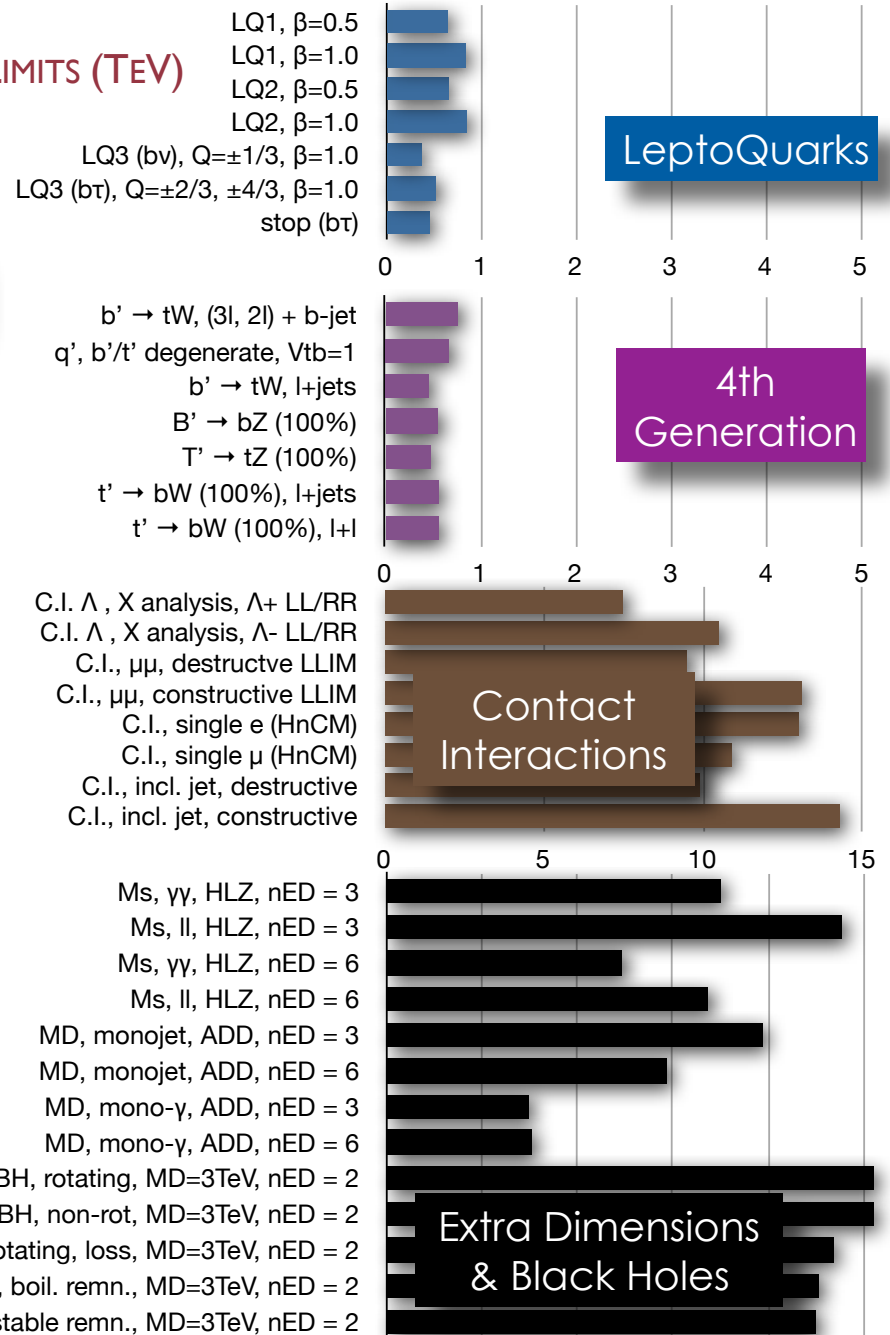 LIMITS (TEV)
LQ1, β=0.5
LQ1, β=1.0
LQ2, β=0.5
LQ2, β=1.0
LQ3 (bν), Q=±1/3, β=1.0
LQ3 (bτ), Q=±2/3, ±4/3, β=1.0
stop (bτ)
LeptoQuarks
0 1 2 3 4 5
b’ → tW, (3l, 2l) + b-jet
q’, b’/t’ degenerate, Vtb=1
b’ → tW, l+jets
B’ → bZ (100%)
T’ → tZ (100%)
t’ → bW (100%), l+jets
t’ → bW (100%), l+l
4th
Generation
0 1 2 3 4 5
C.I. Λ , X analysis, Λ+ LL/RR
C.I. Λ , X analysis, Λ- LL/RR
C.I., μμ, destructve LLIM
C.I., μμ, constructive LLIM
C.I., single e (HnCM)
C.I., single μ (HnCM)
C.I., incl. jet, destructive
C.I., incl. jet, constructive
Contact
Interactions
0 5 10 15
Ms, γγ, HLZ, nED = 3
Ms, ll, HLZ, nED = 3
Ms, γγ, HLZ, nED = 6
Ms, ll, HLZ, nED = 6
MD, monojet, ADD, nED = 3
MD, monojet, ADD, nED = 6
MD, mono-γ, ADD, nED = 3
MD, mono-γ, ADD, nED = 6
BH, rotating, MD=3TeV, nED = 2
BH, non-rot, MD=3TeV, nED = 2
otating, loss, MD=3TeV, nED = 2
, boil. remn., MD=3TeV, nED = 2
stable remn., MD=3TeV, nED = 2
Extra Dimensions
& Black Holes